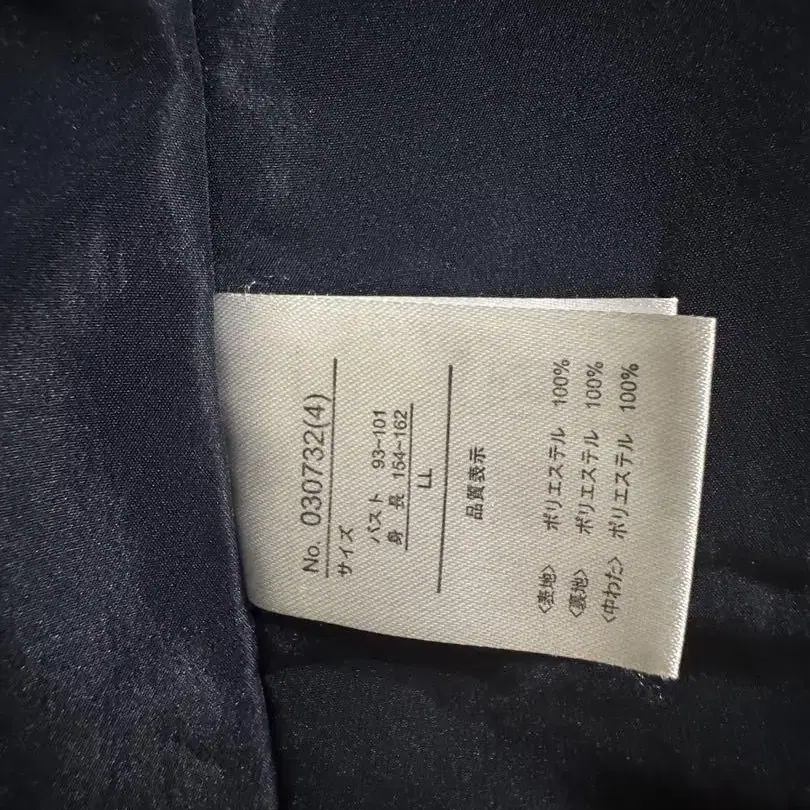 No. 030732(4)
サイズ
バスト 93-101
身 長 154-162
LL
品質表示
<表地> ポリエステル 100%
<裏地> ポリエステル 100%
<中わた> ポリエステル 100%